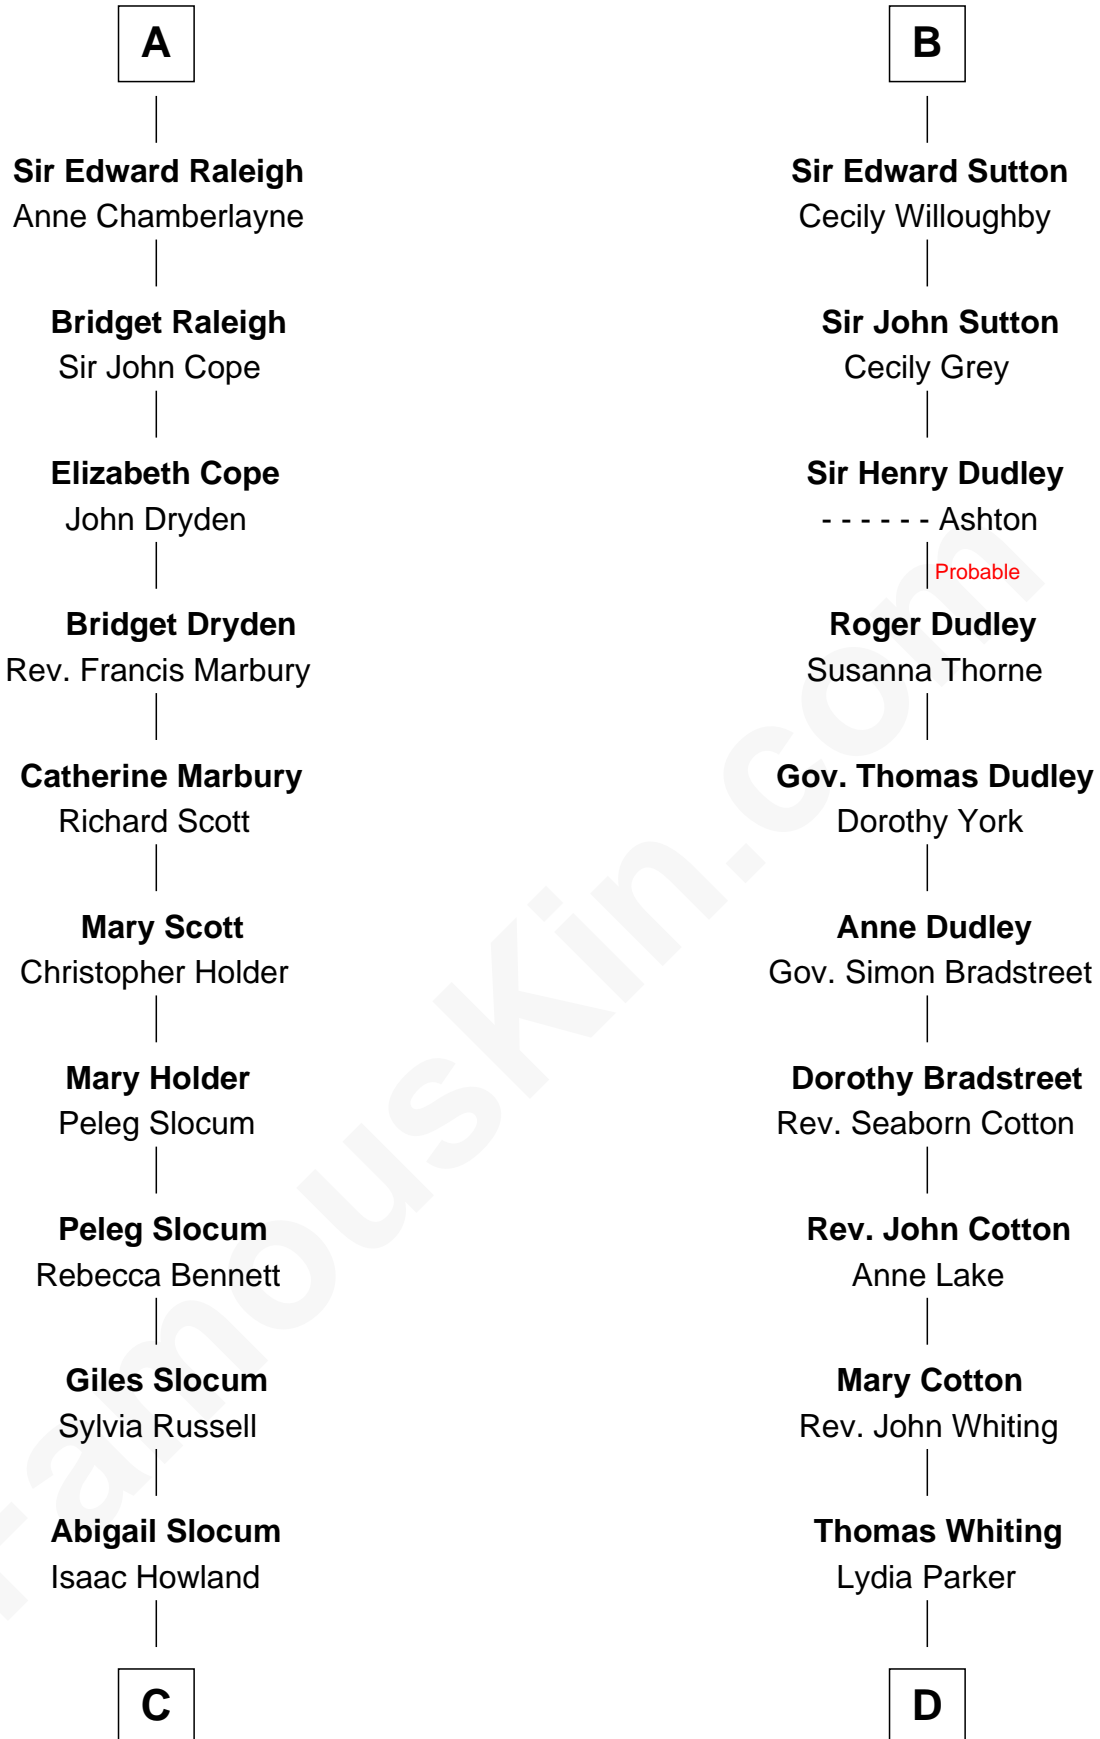 A
Sir Edward Raleigh
Anne Chamberlayne
Bridget Raleigh
Sir John Cope
Elizabeth Cope
John Dryden
Bridget Dryden
Rev. Francis Marbury
Catherine Marbury
Richard Scott
Mary Scott
Christopher Holder
Mary Holder
Peleg Slocum
Peleg Slocum
Rebecca Bennett
Giles Slocum
Sylvia Russell
Abigail Slocum
Isaac Howland
C
B
Sir Edward Sutton
Cecily Willoughby
Sir John Sutton
Cecily Grey
Sir Henry Dudley
- - - - - - Ashton
Probable
Roger Dudley
Susanna Thorne
Gov. Thomas Dudley
Dorothy York
Anne Dudley
Gov. Simon Bradstreet
Dorothy Bradstreet
Rev. Seaborn Cotton
Rev. John Cotton
Anne Lake
Mary Cotton
Rev. John Whiting
Thomas Whiting
Lydia Parker
D
FamousKin.com